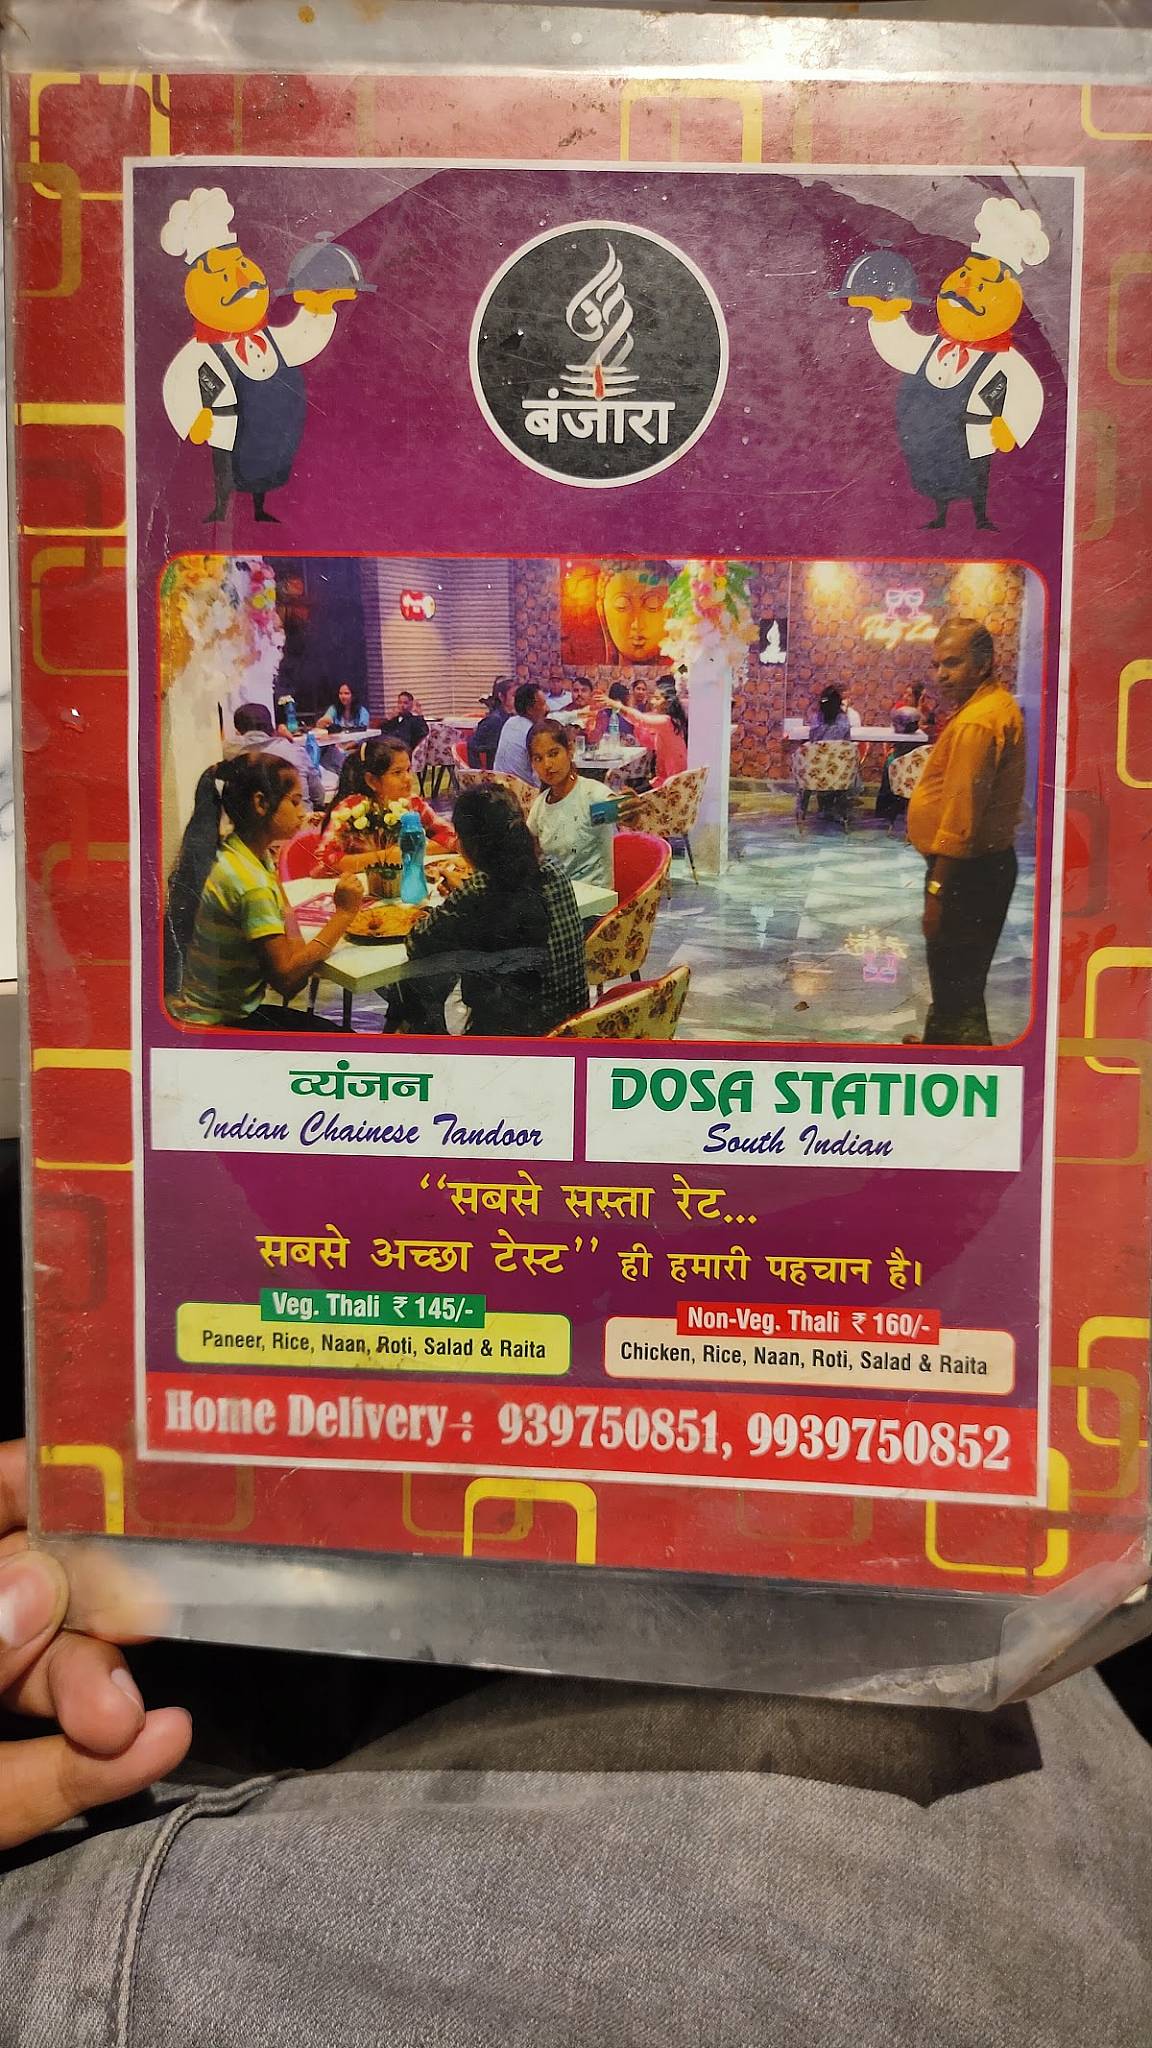 बंजारा
व्यंजन
Indian Chainese Tandoor
DOSA STATION
South Indian
“सबसे सस्ता रेट...
सबसे अच्छा टेस्ट” ही हमारी पहचान है।
Veg. Thali ₹ 145/-
Paneer, Rice, Naan, Roti, Salad & Raita
Non-Veg. Thali ₹ 160/-
Chicken, Rice, Naan, Roti, Salad & Raita
Home Delivery÷ 939750851, 9939750852